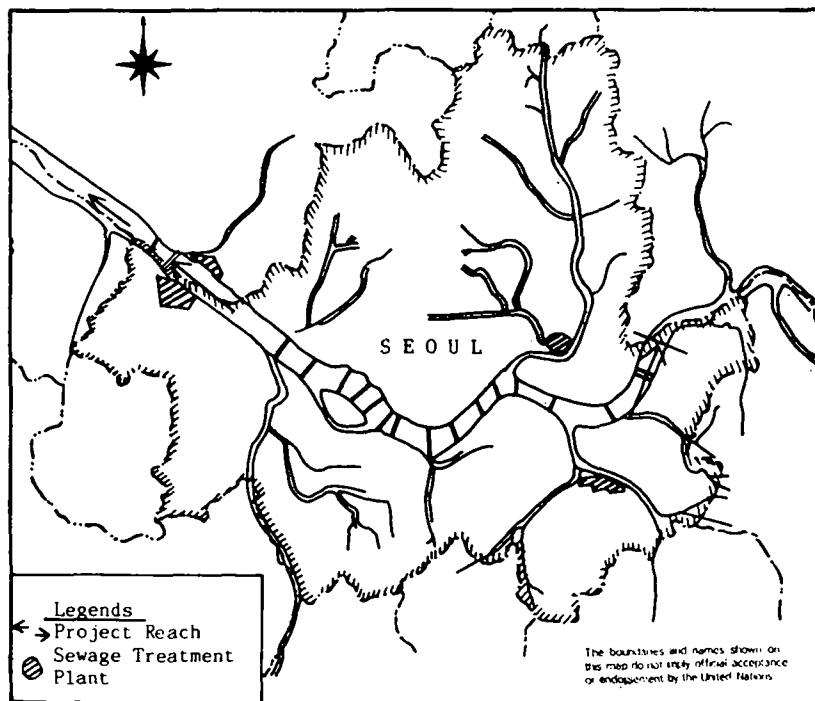 SEOUL
Legends
Project Reach
Sewage Treatment
Plant
The boundaries and names shown on
this map do not imply official acceptance
or endorsement by the United Nations